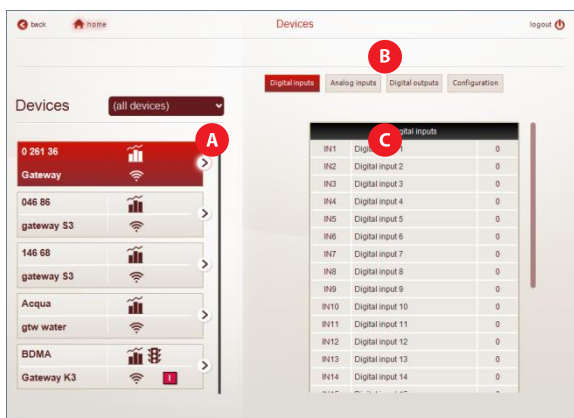 back home Devices logout
B
Digital inputs Analog inputs Digital outputs Configuration
Devices (all devices)
A
0 261 36
Gateway
046 86
gateway S3
146 68
gateway S3
Acqua
gtw water
BDMA
Gateway K3 I
C gital inputs
IN1 Digi 1 0
IN2 Digital input 2 0
IN3 Digital input 3 0
IN4 Digital input 4 0
IN5 Digital input 5 0
IN6 Digital input 6 0
IN7 Digital input 7 0
IN8 Digital input 8 0
IN9 Digital input 9 0
IN10 Digital input 10 0
IN11 Digital input 11 0
IN12 Digital input 12 0
IN13 Digital input 13 0
IN14 Digital input 14 0